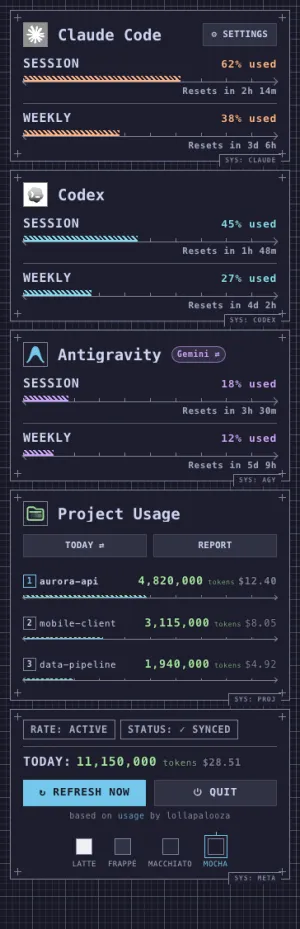 Claude Code ⚙ SETTINGS
SESSION 62% used
Resets in 2h 14m
WEEKLY 38% used
Resets in 3d 6h
SYS: CLAUDE
Codex
SESSION 45% used
Resets in 1h 48m
WEEKLY 27% used
Resets in 4d 2h
SYS: CODEX
Antigravity Gemini ⇄
SESSION 18% used
Resets in 3h 30m
WEEKLY 12% used
Resets in 5d 9h
SYS: AGY
Project Usage
TODAY ⇄ REPORT
1 aurora-api 4,820,000 tokens $12.40
2 mobile-client 3,115,000 tokens $8.05
3 data-pipeline 1,940,000 tokens $4.92
SYS: PROJ
RATE: ACTIVE STATUS: ✓ SYNCED
TODAY: 11,150,000 tokens $28.51
↻ REFRESH NOW ⏻ QUIT
based on usage by lollapalooza
LATTE FRAPPÉ MACCHIATO MOCHA
SYS: META